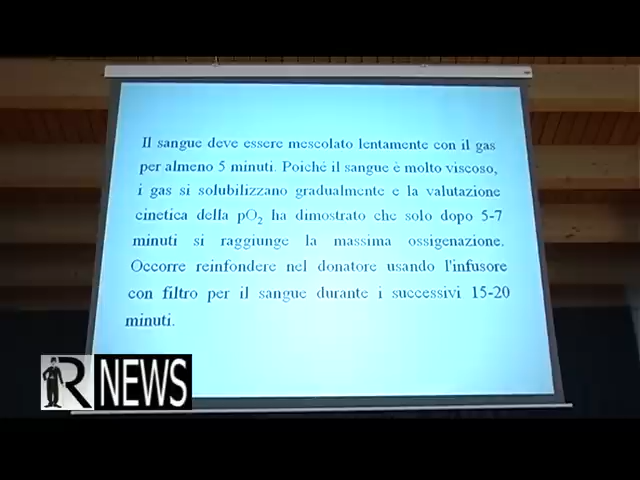 Il sangue deve essere mescolato lentamente con il gas
per almeno 5 minuti. Poiché il sangue è molto viscoso,
i gas si solubilizzano gradualmente e la valutazione
cinetica della pO₂ ha dimostrato che solo dopo 5-7
minuti si raggiunge la massima ossigenazione.
Occorre reinfondere nel donatore usando l'infusore
con filtro per il sangue durante i successivi 15-20
minuti.
R NEWS